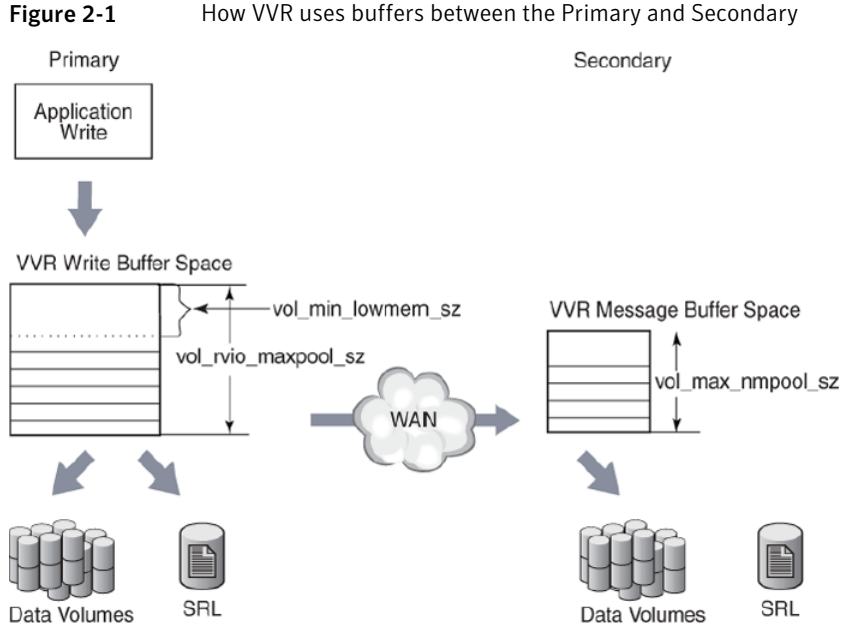 Figure 2-1 How VVR uses buffers between the Primary and Secondary
Primary
Secondary
Application
Write
VVR Write Buffer Space
vol_min_lowmem_sz
vol_rvio_maxpool_sz
VVR Message Buffer Space
vol_max_nmpool_sz
WAN
Data Volumes
SRL
Data Volumes
SRL